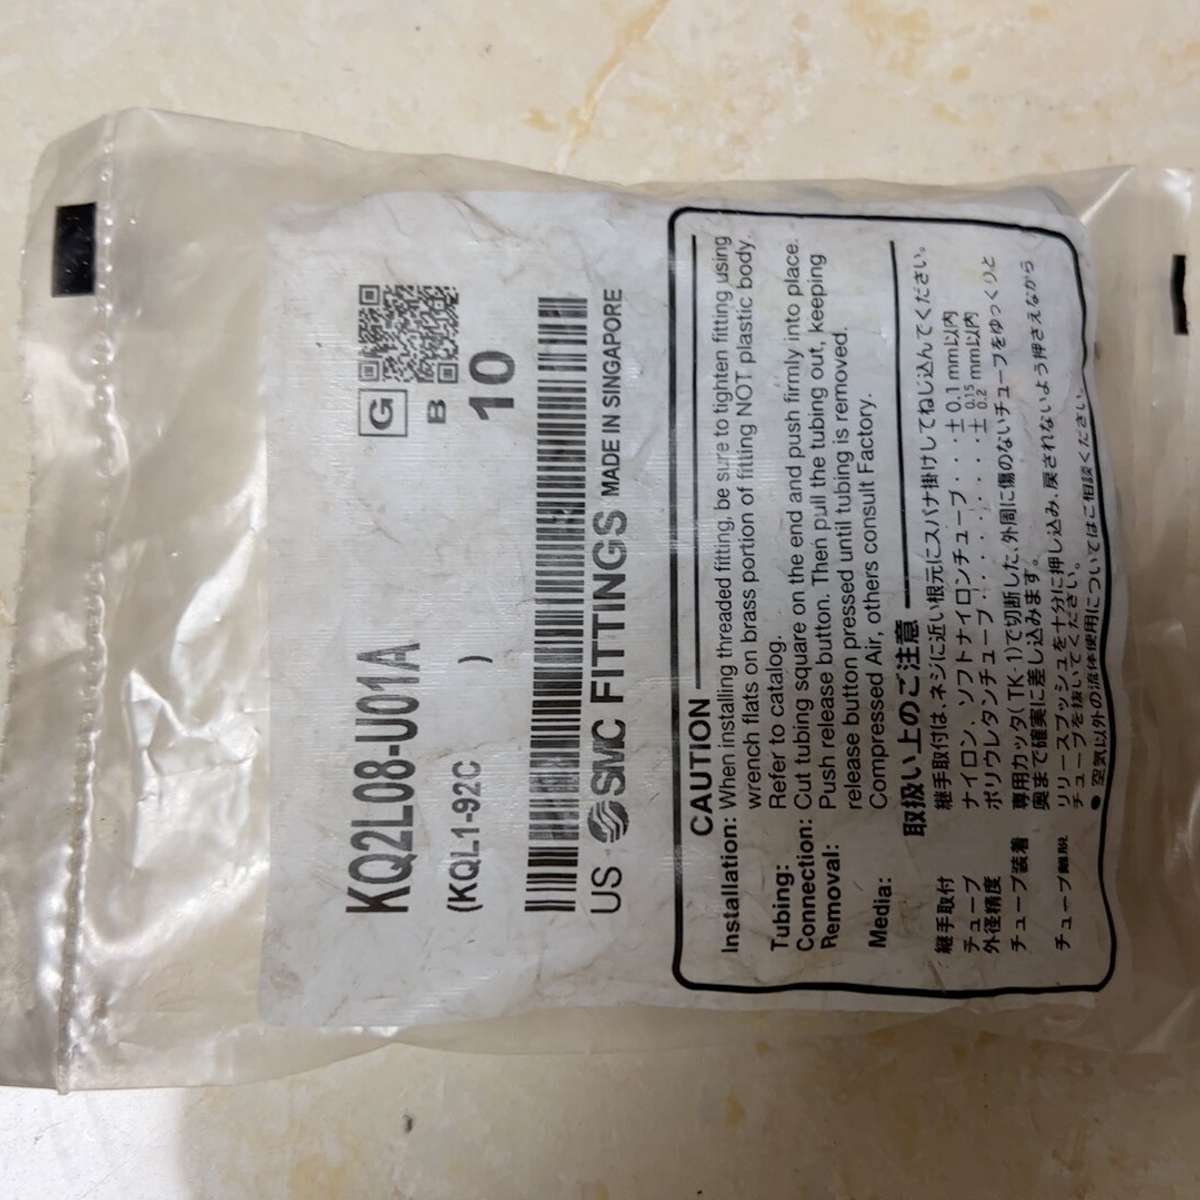 KQ2L08-U01A
G
(KQL1-92C )
B
10
US SMC FITTINGS MADE IN SINGAPORE
CAUTION
Installation: When installing threaded fitting, be sure to tighten fitting using
wrench flats on brass portion of fitting NOT plastic body.
Tubing: Refer to catalog.
Connection: Cut tubing square on the end and push firmly into place.
Removal: Push release button. Then pull the tubing out, keeping
release button pressed until tubing is removed.
Media: Compressed Air, others consult Factory.
取扱い上のご注意
継手取付 継手取付は、ネジに近い根元にスパナ掛けしてねじ込んでください。
チューブ ナイロン、ソフトナイロンチューブ・・・± 0.1 mm以内
外径精度 ポリウレタンチューブ・・・・・・・± 0.15 0.2 mm以内
チューブ装着 専用カッタ(TK-1)で切断した、外周に傷のないチューブをゆっくりと
奥まで確実に差し込みます。
チューブ離脱 リリースブッシュを十分に押し込み、戻されないよう押さえながら
チューブを抜いてください。
● 空気以外の流体使用についてはご相談ください。